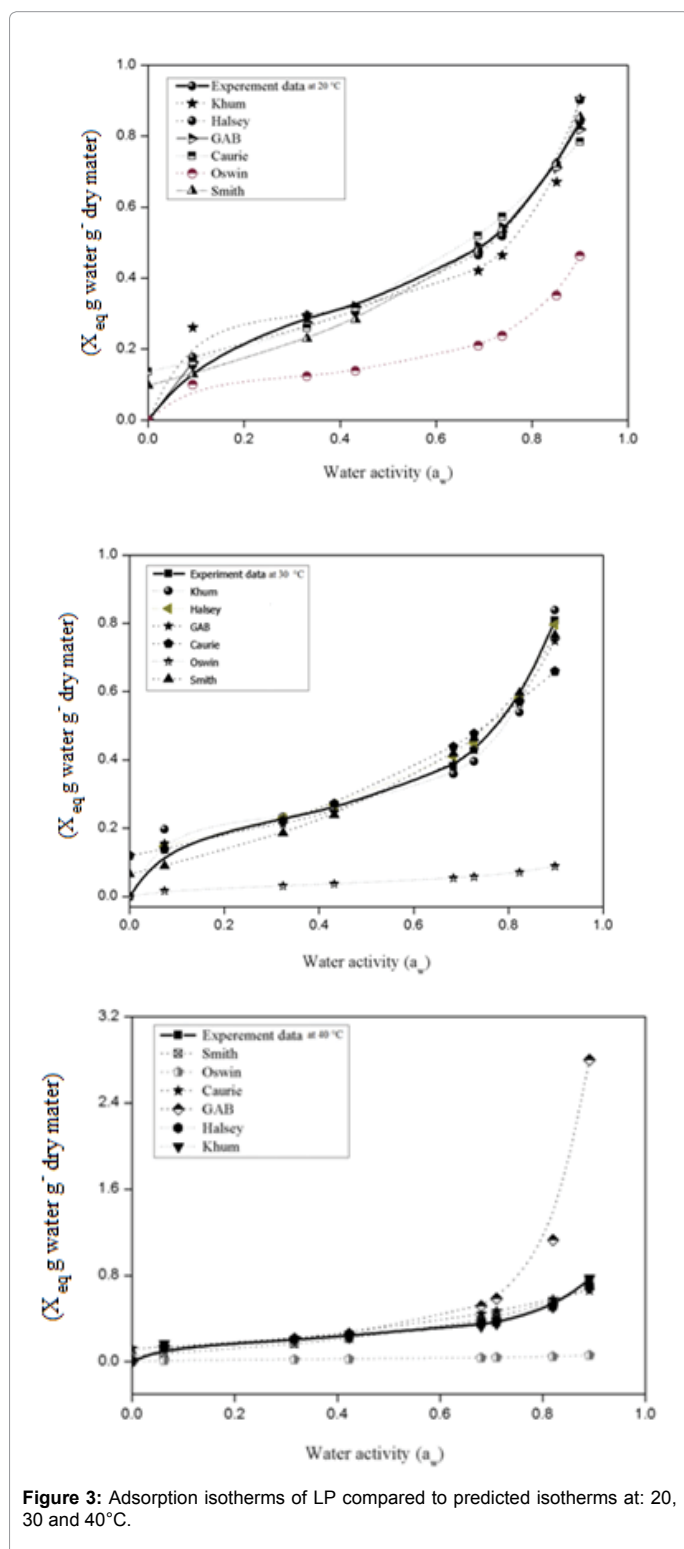 1.0
0.8
0.6
0.4
0.2
0.0
(X eq g water g⁻ dry mater)
Experement data at 20 °C
Khum
Halsey
GAB
Caurie
Oswin
Smith
0.0 0.2 0.4 0.6 0.8 1.0
Water activity (a w)
1.0
0.8
0.6
0.4
0.2
0.0
(X eq g water g⁻ dry mater)
Experiment data at 30 °C
Khum
Halsey
GAB
Caurie
Oswin
Smith
0.0 0.2 0.4 0.6 0.8 1.0
Water activity (a w)
3.2
2.4
1.6
0.8
0.0
(X eq g water g⁻ dry mater)
Experement data at 40 °C
Smith
Oswin
Caurie
GAB
Halsey
Khum
0.0 0.2 0.4 0.6 0.8 1.0
Water activity (a w)
Figure 3: Adsorption isotherms of LP compared to predicted isotherms at: 20,
30 and 40°C.